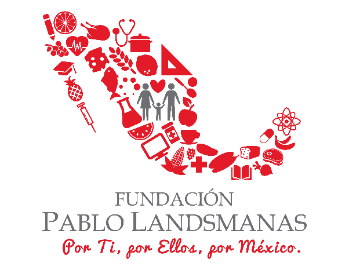 FUNDACIÓN
PABLO LANDSMANAS
Por Ti, por Ellos, por México.